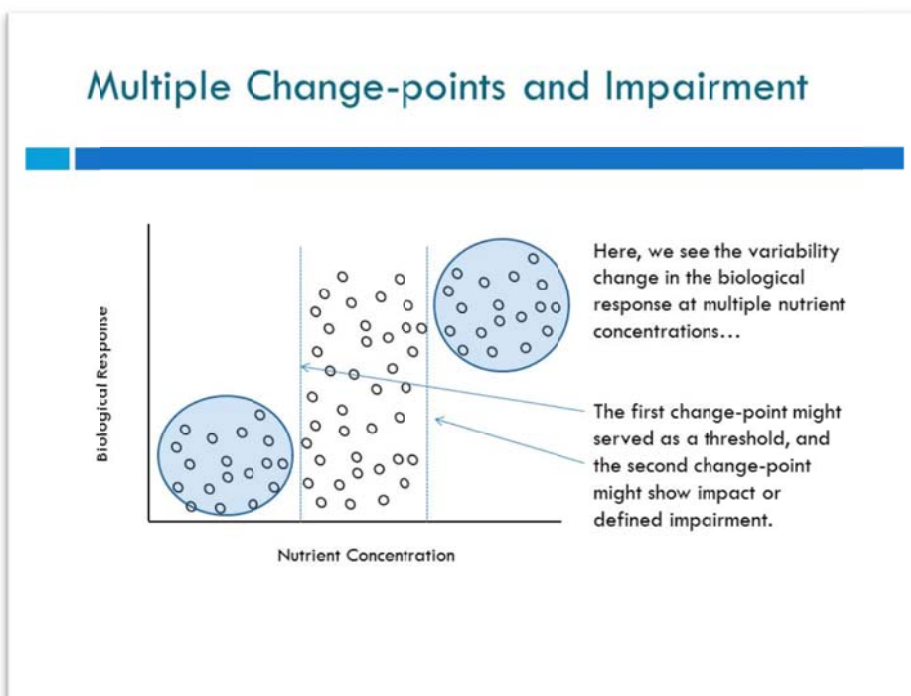 Multiple Change-points and Impairment
Here, we see the variability
change in the biological
response at multiple nutrient
concentrations...
The first change-point might
served as a threshold, and
the second change-point
might show impact or
defined impairment.
Biological Response
Nutrient Concentration